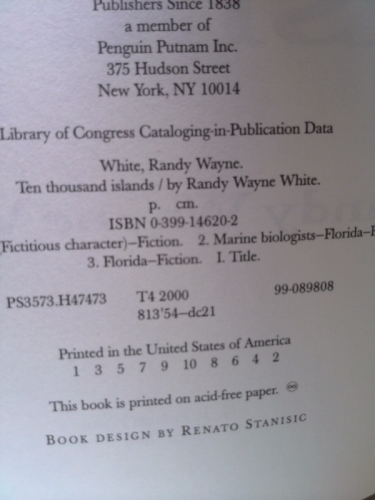 Publishers Since 1838
a member of
Penguin Putnam Inc.
375 Hudson Street
New York, NY 10014
Library of Congress Cataloging-in-Publication Data
White, Randy Wayne.
Ten thousand islands / by Randy Wayne White.
p. cm.
ISBN 0-399-14620-2
(Fictitious character)–Fiction. 2. Marine biologists–Florida–F
3. Florida–Fiction. I. Title.
PS3573.H47473 T4 2000 99-089808
813'54–dc21
Printed in the United States of America
1 3 5 7 9 10 8 6 4 2
This book is printed on acid-free paper.
BOOK DESIGN BY RENATO STANISIC